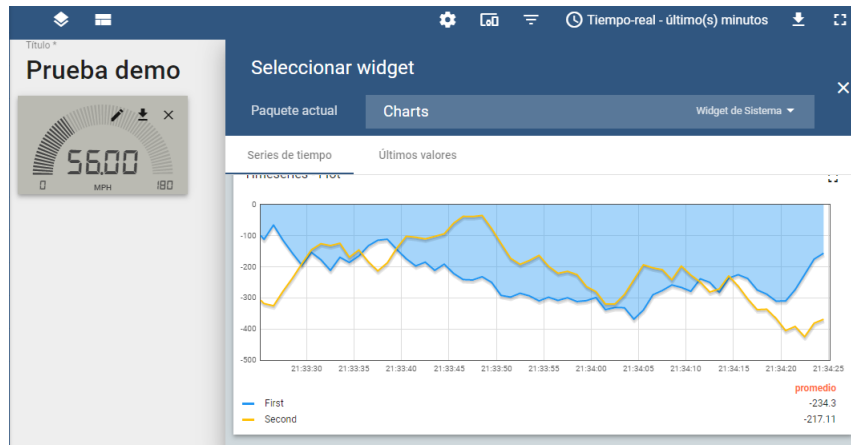 Tiempo-real - último(s) minutos
Título *
Prueba demo
56.00
0
MPH
180
Seleccionar widget
Paquete actual
Charts
Widget de Sistema
Series de tiempo
Últimos valores
Timeseries - Plot
0
-100
-200
-300
-400
-500
21:33:30 21:33:35 21:33:40 21:33:45 21:33:50 21:33:55 21:34:00 21:34:05 21:34:10 21:34:15 21:34:20 21:34:25
promedio
First -234.3
Second -217.11